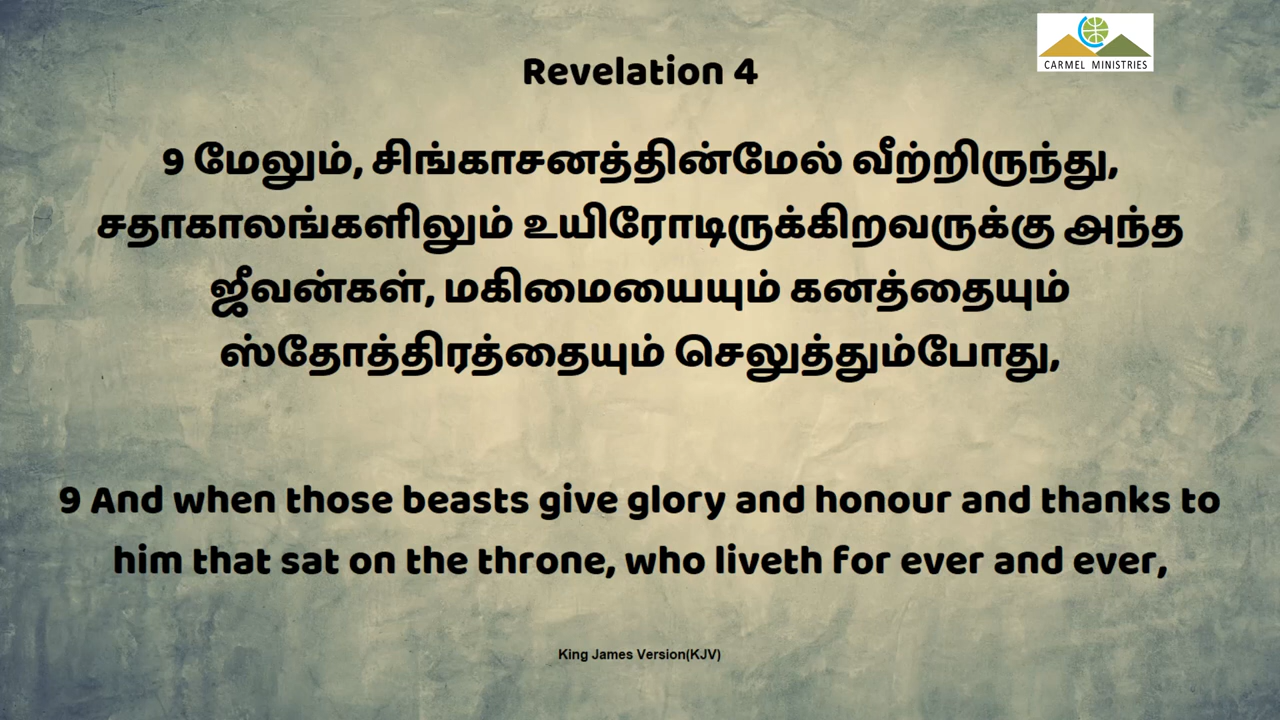 CARMEL MINISTRIES
Revelation 4
9 மேலும், சிங்காசனத்தின்மேல் வீற்றிருந்து,
சதாகாலங்களிலும் உயிரோடிருக்கிறவருக்கு அந்த
ஜீவன்கள், மகிமையையும் கனத்தையும்
ஸ்தோத்திரத்தையும் செலுத்தும்போது,
9 And when those beasts give glory and honour and thanks to
him that sat on the throne, who liveth for ever and ever,
King James Version(KJV)